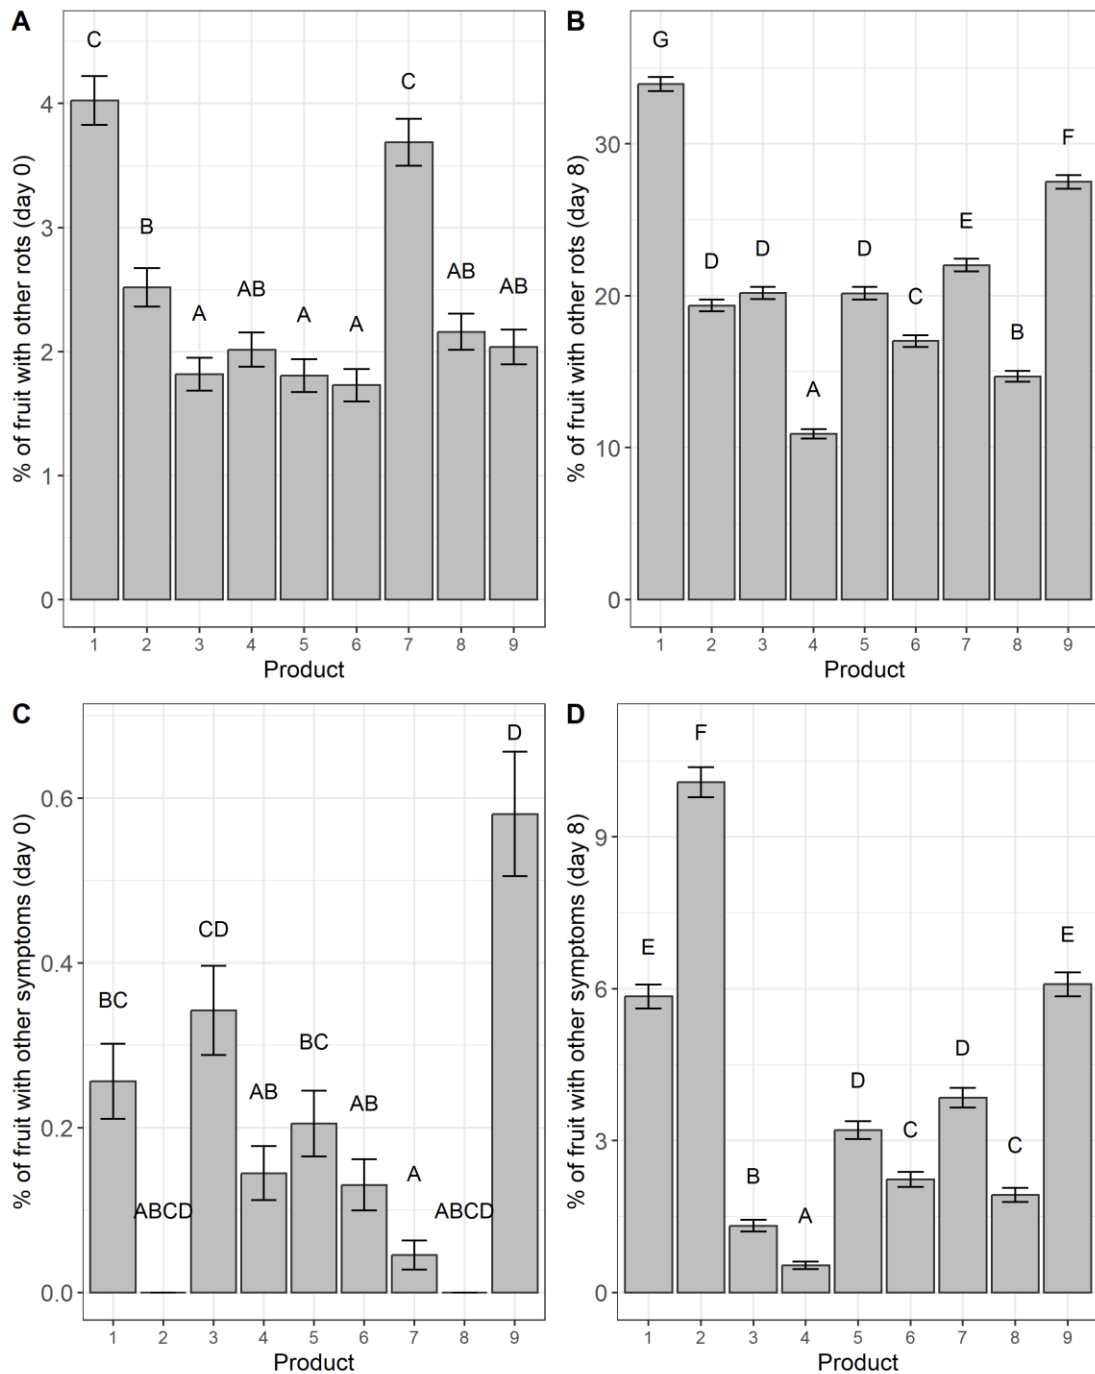 A
% of fruit with other rots (day 0)
4
3
2
1
0
C
B
A
AB
A
A
C
AB
AB
1 2 3 4 5 6 7 8 9
Product
B
% of fruit with other rots (day 8)
30
20
10
0
G
D
D
A
D
C
E
B
F
1 2 3 4 5 6 7 8 9
Product
C
% of fruit with other symptoms (day 0)
0.6
0.4
0.2
0.0
BC
ABCD
CD
AB
BC
AB
A
ABCD
D
1 2 3 4 5 6 7 8 9
Product
D
% of fruit with other symptoms (day 8)
9
6
3
0
E
F
B
A
D
C
D
C
E
1 2 3 4 5 6 7 8 9
Product